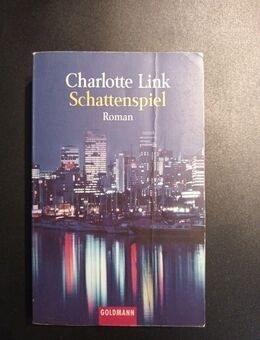 Charlotte Link
Schattenspiel
Roman
GOLDMANN